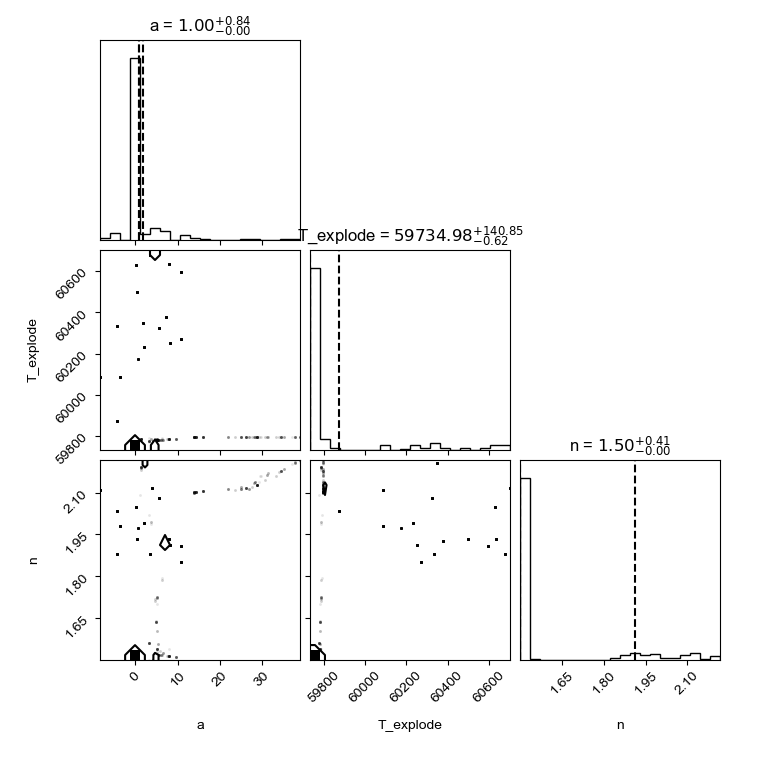 a = 1.00^{+0.84}_{-0.00}
T_explode = 59734.98^{+140.85}_{-0.62}
T_explode
60600
60400
60200
60000
59800
n = 1.50^{+0.41}_{-0.00}
n
2.10
1.95
1.80
1.65
0 10 20 30
59800 60000 60200 60400 60600
1.65 1.80 1.95 2.10
a T_explode n